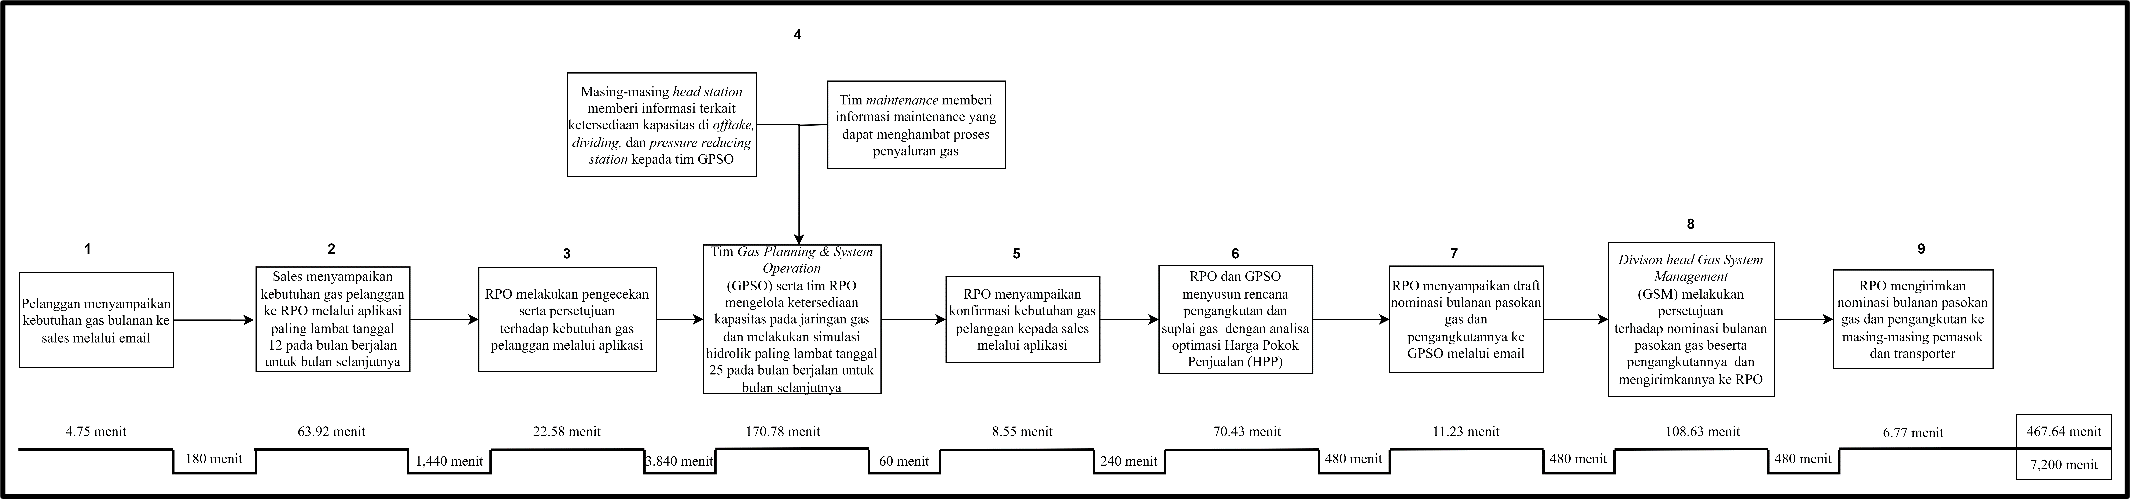 4
Masing-masing head station
memberi informasi terkait
ketersediaan kapasitas di offtake,
dividing, dan pressure reducing
station kepada tim GPSO
Tim maintenance memberi
informasi maintenance yang
dapat menghambat proses
penyaluran gas
1
Pelanggan menyampaikan
kebutuhan gas bulanan ke
sales melalui email
2
Sales menyampaikan
kebutuhan gas pelanggan
ke RPO melalui aplikasi
paling lambat tanggal
12 pada bulan berjalan
untuk bulan selanjutnya
3
RPO melakukan pengecekan
serta persetujuan
terhadap kebutuhan gas
pelanggan melalui aplikasi
Tim Gas Planning & System
Operation
(GPSO) serta tim RPO
mengelola ketersediaan
kapasitas pada jaringan gas
dan melakukan simulasi
hidrolik paling lambat tanggal
25 pada bulan berjalan untuk
bulan selanjutnya
5
RPO menyampaikan
konfirmasi kebutuhan gas
pelanggan kepada sales
melalui aplikasi
6
RPO dan GPSO
menyusun rencana
pengangkutan dan
suplai gas dengan analisa
optimasi Harga Pokok
Penjualan (HPP)
7
RPO menyampaikan draft
nominasi bulanan pasokan
gas dan
pengangkutannya ke
GPSO melalui email
8
Divison head Gas System
Management
(GSM) melakukan
persetujuan
terhadap nominasi bulanan
pasokan gas beserta
pengangkutannya dan
mengirimkannya ke RPO
9
RPO mengirimkan
nominasi bulanan pasokan
gas dan pengangkutan ke
masing-masing pemasok
dan transporter
4.75 menit
63.92 menit
22.58 menit
170.78 menit
8.55 menit
70.43 menit
11.23 menit
108.63 menit
6.77 menit
467.64 menit
180 menit
1.440 menit
3.840 menit
60 menit
240 menit
480 menit
480 menit
480 menit
7,200 menit